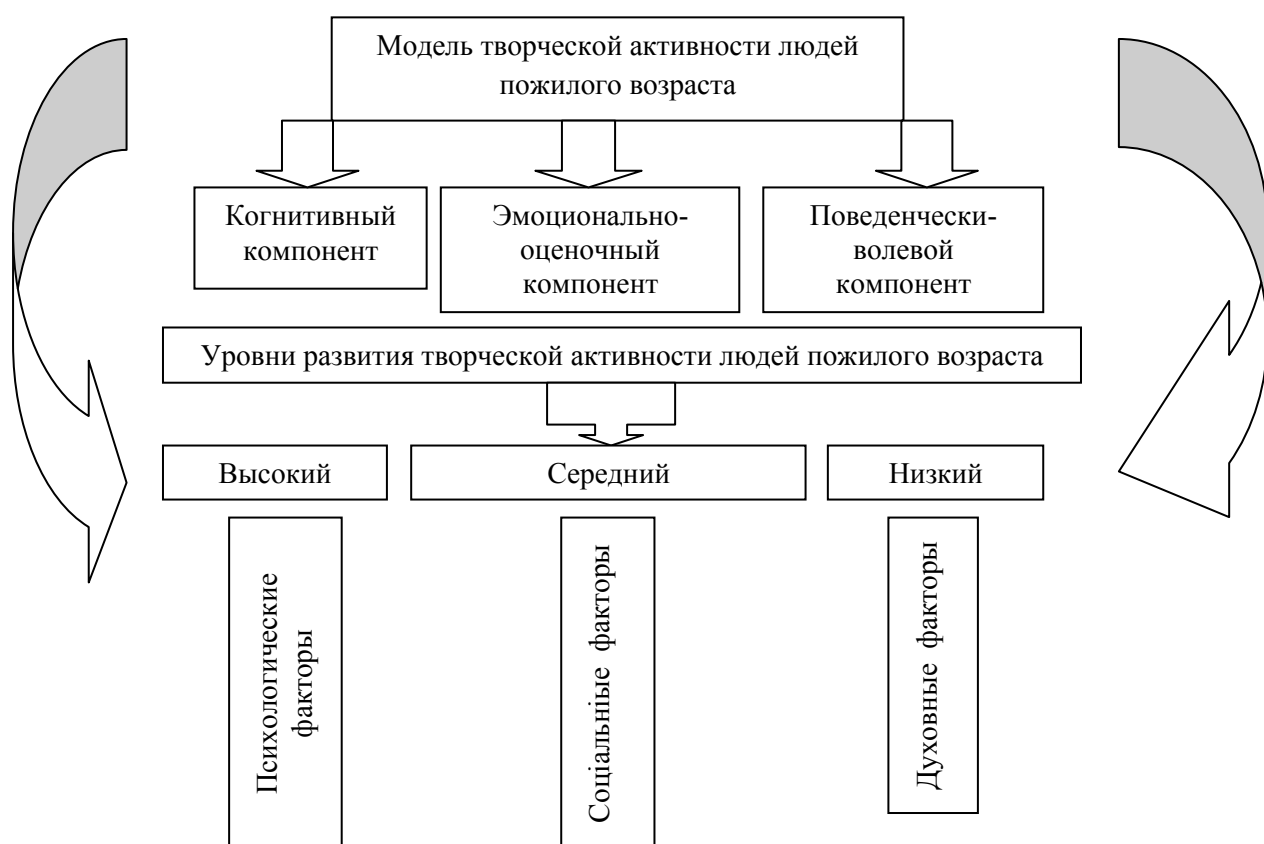 Модель творческой активности людей
пожилого возраста
Когнитивный
компонент
Эмоционально-
оценочный
компонент
Поведенчески-
волевой
компонент
Уровни развития творческой активности людей пожилого возраста
Высокий
Середний
Низкий
Психологические
факторы
Соціальніые факторы
Духовные факторы